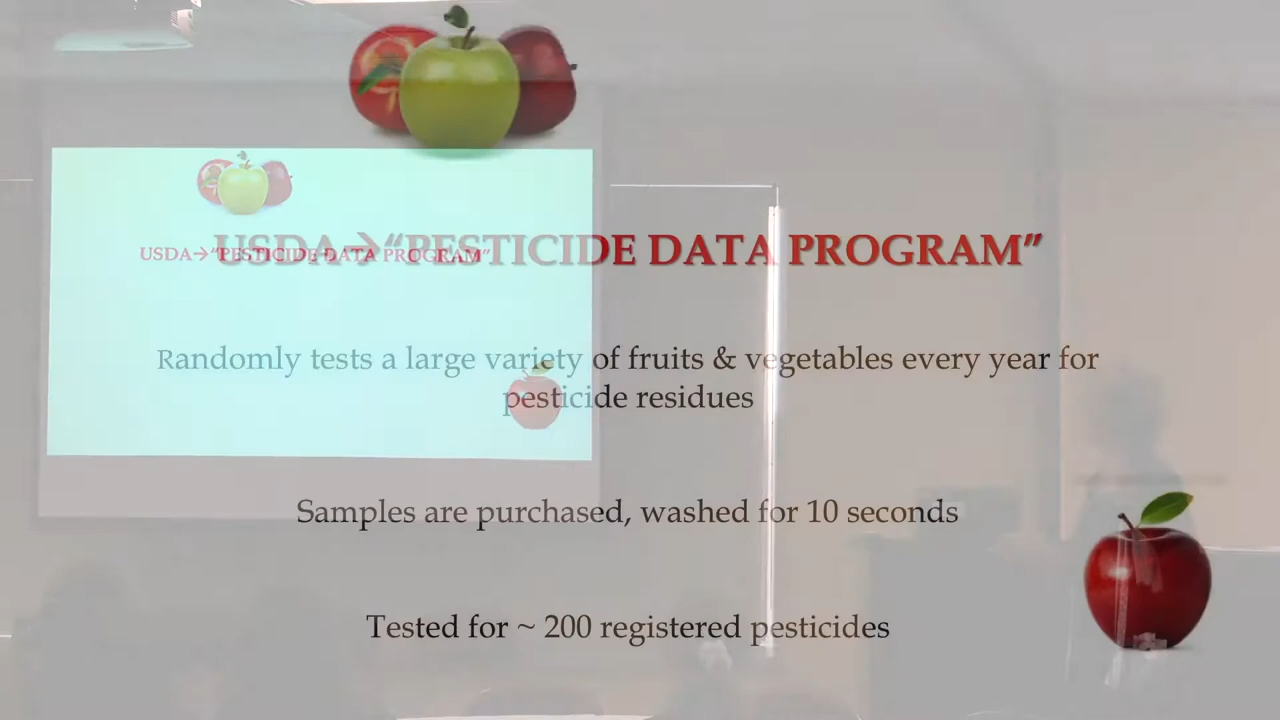 USDA→“PESTICIDE DATA PROGRAM”
USDA→“PESTICIDE DATA PROGRAM”
Randomly tests a large variety of fruits & vegetables every year for
pesticide residues
Samples are purchased, washed for 10 seconds
Tested for ~ 200 registered pesticides